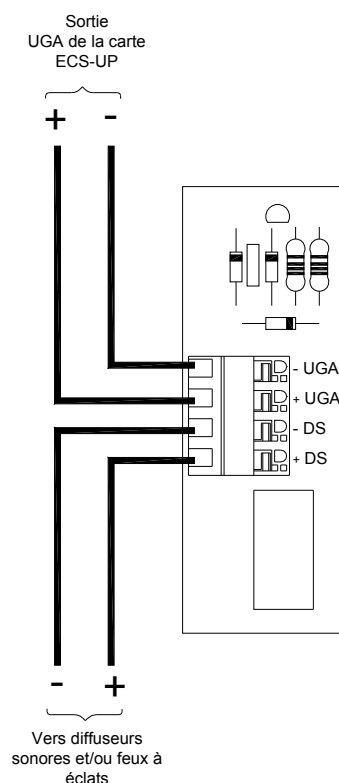 Sortie
UGA de la carte
ECS-UP
+ -
- UGA
+ UGA
- DS
+ DS
- +
Vers diffuseurs
sonores et/ou feux à
éclats